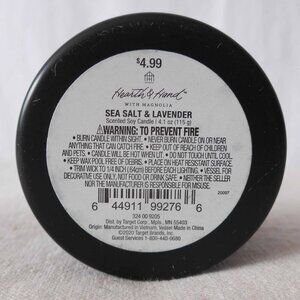 $4.99
Hearth & Hand™
WITH MAGNOLIA
SEA SALT & LAVENDER
Scented Soy Candle / 4.1 oz (115 g)
⚠WARNING: TO PREVENT FIRE
• BURN CANDLE WITHIN SIGHT. • NEVER BURN CANDLE ON OR NEAR
ANYTHING THAT CAN CATCH FIRE. • KEEP OUT OF REACH OF CHILDREN
AND PETS. • CANDLE WILL BE HOT WHEN LIT. • DO NOT TOUCH UNTIL COOL.
• KEEP WAX POOL FREE OF DEBRIS. • PLACE ON HEAT RESISTANT SURFACE.
• TRIM WICK TO 1/4 INCH (64cm) BEFORE EACH LIGHTING. • VESSEL FOR
DECORATIVE USE ONLY, NOT FOOD OR DRINK SAFE. • NEITHER THE SELLER
NOR THE MANUFACTURER IS RESPONSIBLE FOR MISUSE.
6 44911 99276 6
324 00 9205
Dist. by Target Corp., Mpls., MN 55403
Origin: Manufactured in Vietnam, Vessel Made in China
©2020 Target Brands, Inc.
Guest Services 1-800-440-0680